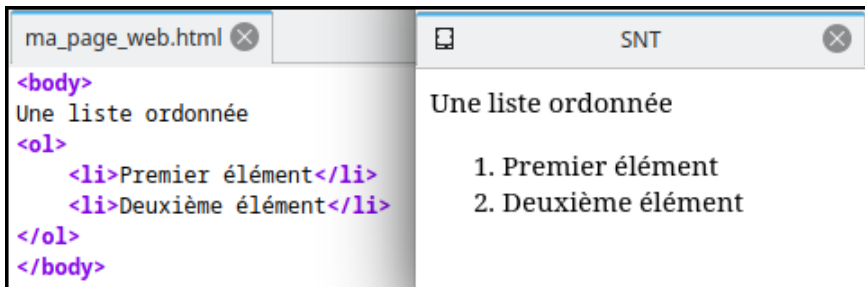 ma_page_web.html
<body>
Une liste ordonnée
<ol>
    <li>Premier élément</li>
    <li>Deuxième élément</li>
</ol>
</body>
SNT
Une liste ordonnée
1. Premier élément
2. Deuxième élément